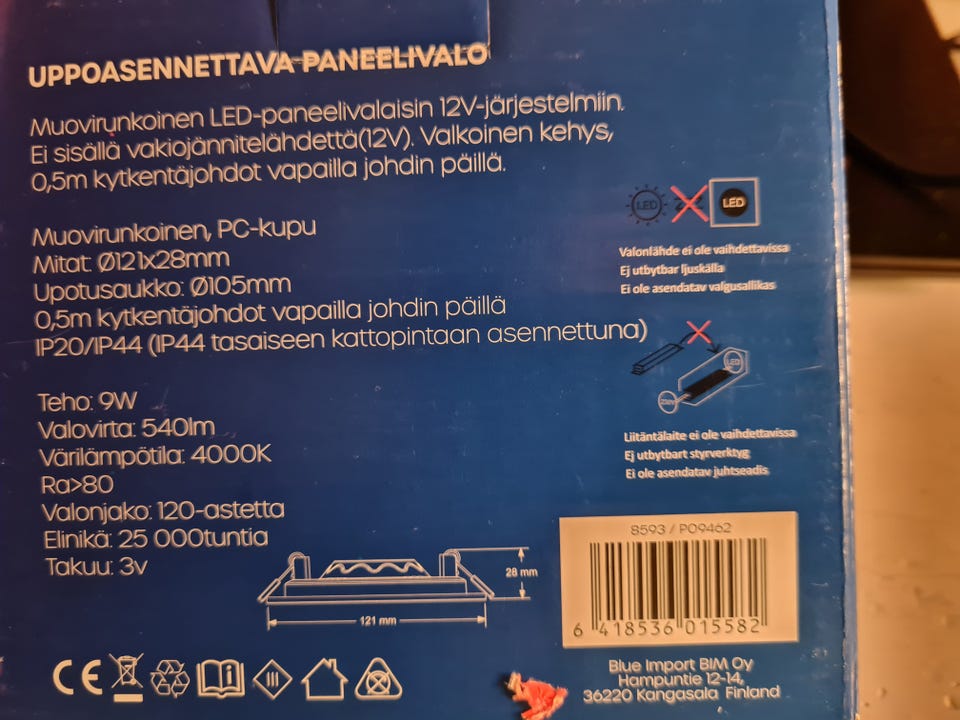 UPPOASENNETTAVA PANEELIVALO
Muovirunkoinen LED-paneelivalaisin 12V-järjestelmiin.
Ei sisällä vakiojännitelähdettä(12V). Valkoinen kehys,
0,5m kytkentäjohdot vapailla johdin päillä.
Muovirunkoinen, PC-kupu
Mitat: Ø121x28mm
Upotusaukko: Ø105mm
0,5m kytkentäjohdot vapailla johdin päillä
IP20/IP44 (IP44 tasaiseen kattopintaan asennettuna)
Teho: 9W
Valovirta: 540lm
Värilämpötila: 4000K
Ra>80
Valonjako: 120-astetta
Elinikä: 25 000tuntia
Takuu: 3v
28 mm
121 mm
LED
LED
Valonlähde ei ole vaihdettavissa
Ej utbytbar ljuskälla
Ei ole asendatav valgusallikas
LED
230V
Liitäntälaite ei ole vaihdettavissa
Ej utbytbart styrverktyg
Ei ole asendatav juhtseadis
8593 / P09462
6 418536 015582
CE
Blue Import BIM Oy
Hampuntie 12-14,
36220 Kangasala Finland